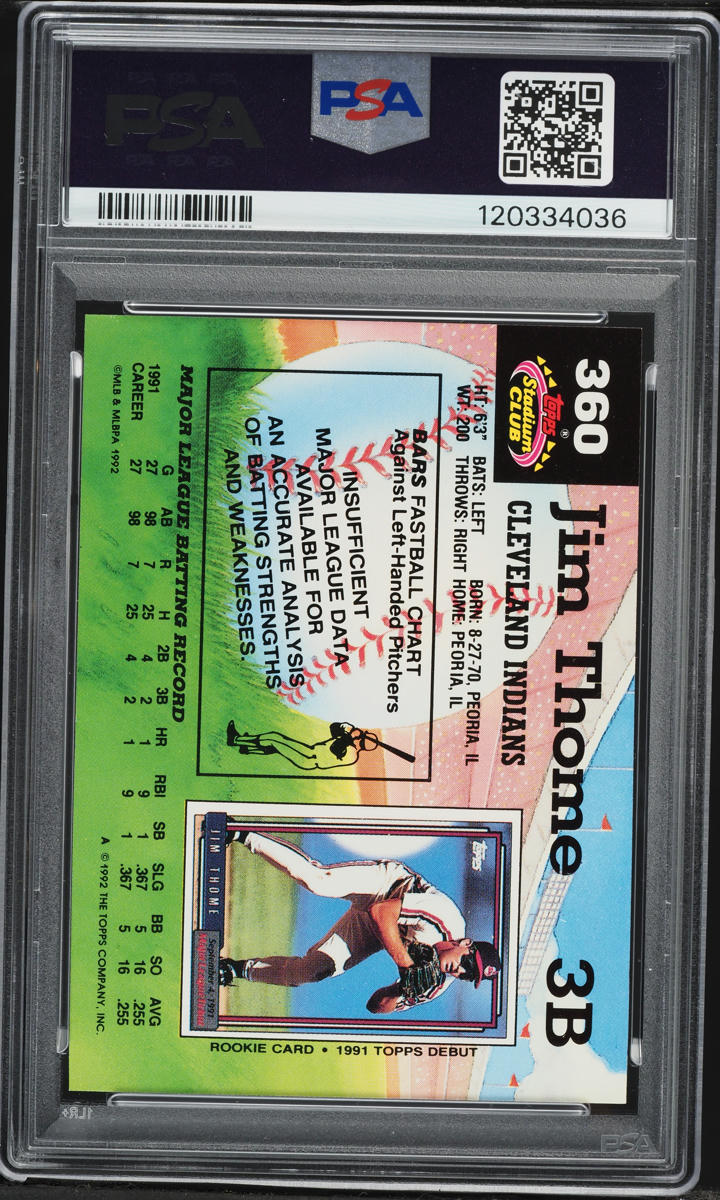 PSA
PSA
120334036
360
Topps®
Stadium
CLUB
Jim Thome 3B
CLEVELAND INDIANS
HT: 6'3" BATS: LEFT BORN: 8-27-70, PEORIA, IL
WT: 200 THROWS: RIGHT HOME: PEORIA, IL
BARS FASTBALL CHART
Against Left-Handed Pitchers
INSUFFICIENT
MAJOR LEAGUE DATA
AVAILABLE FOR
AN ACCURATE ANALYSIS
OF BATTING STRENGTHS
AND WEAKNESSES.
Topps
JIM THOME
September 4, 1991
ROOKIE CARD • 1991 TOPPS DEBUT
MAJOR LEAGUE BATTING RECORD
G AB R H 2B 3B HR RBI SB SLG BB SO AVG
1991 27 98 7 25 4 2 1 9 1 .367 5 16 .255
CAREER 27 98 7 25 4 2 1 9 1 .367 5 16 .255
©MLB & MLBPA 1992 A © 1992 THE TOPPS COMPANY, INC.
1LR+
PSA